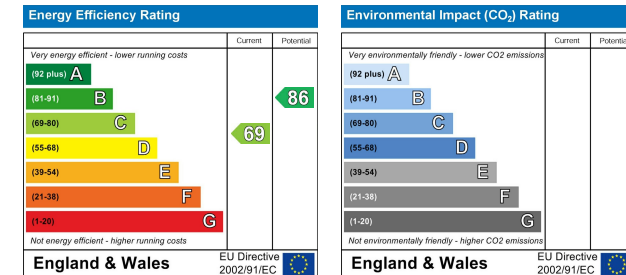 Energy Efficiency Rating
Current Potential
Very energy efficient - lower running costs
(92 plus) A
(81-91) B
86
(69-80) C
69
(55-68) D
(39-54) E
(21-38) F
(1-20) G
Not energy efficient - higher running costs
England & Wales
EU Directive
2002/91/EC
Environmental Impact (CO₂) Rating
Current Potential
Very environmentally friendly - lower CO2 emissions
(92 plus) A
(81-91) B
(69-80) C
(55-68) D
(39-54) E
(21-38) F
(1-20) G
Not environmentally friendly - higher CO2 emissions
England & Wales
EU Directive
2002/91/EC